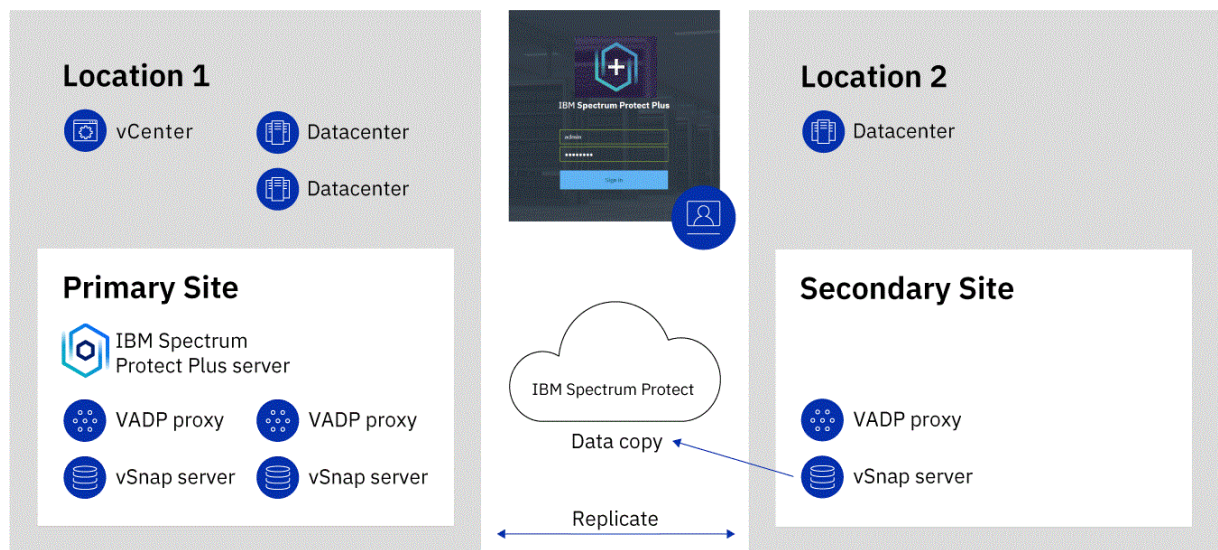 Location 1
vCenter
Datacenter
Datacenter
Primary Site
IBM Spectrum
Protect Plus server
VADP proxy
VADP proxy
vSnap server
vSnap server
IBM Spectrum Protect Plus
admin
••••••••
Sign in
IBM Spectrum Protect
Data copy
Replicate
Location 2
Datacenter
Secondary Site
VADP proxy
vSnap server